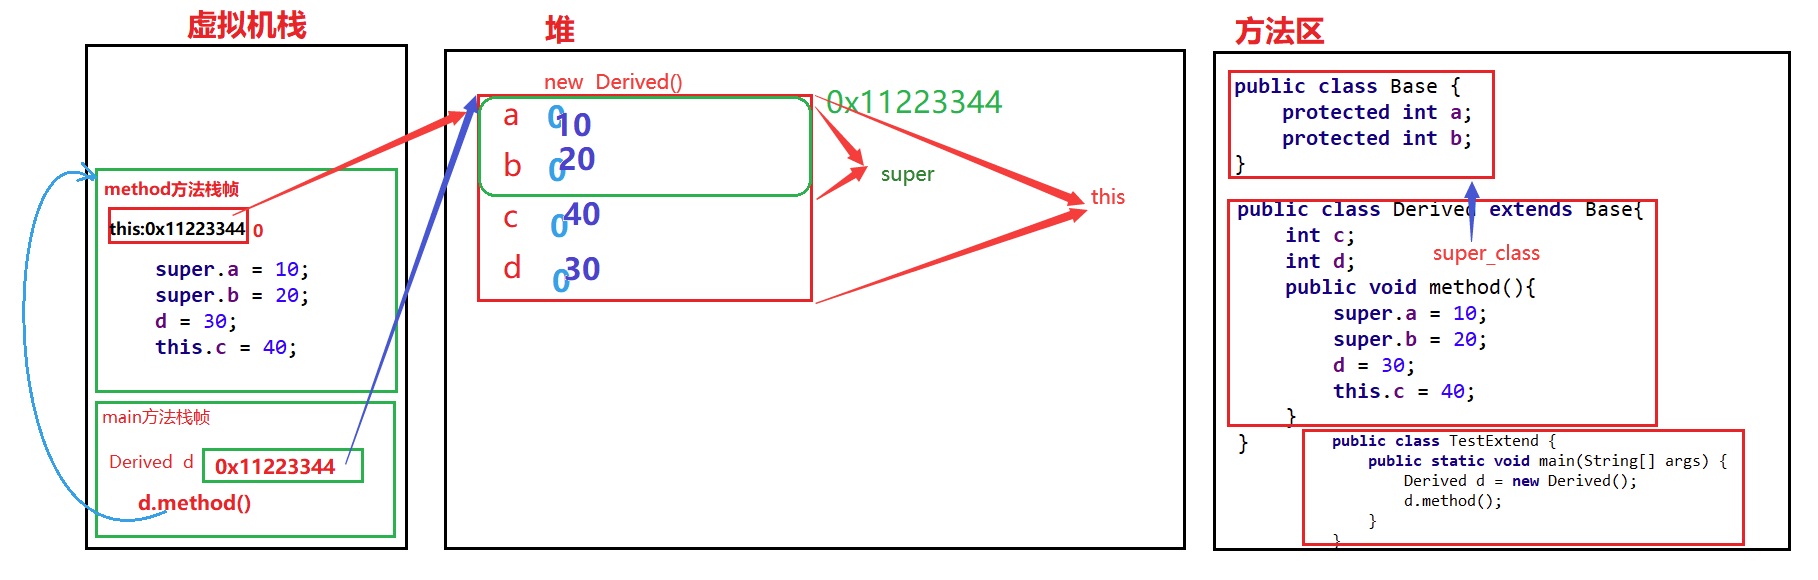 虚拟机栈
method方法栈帧
this:0x11223344
0
super.a = 10;
super.b = 20;
d = 30;
this.c = 40;
main方法栈帧
Derived d
0x11223344
d.method()
堆
new Derived()
0x11223344
a 0 10
b 0 20
c 0 40
d 0 30
super
this
方法区
public class Base {
protected int a;
protected int b;
}
public class Derived extends Base{
int c;
int d;
public void method(){
super.a = 10;
super.b = 20;
d = 30;
this.c = 40;
}
}
super_class
public class TestExtend {
public static void main(String[] args) {
Derived d = new Derived();
d.method();
}
}